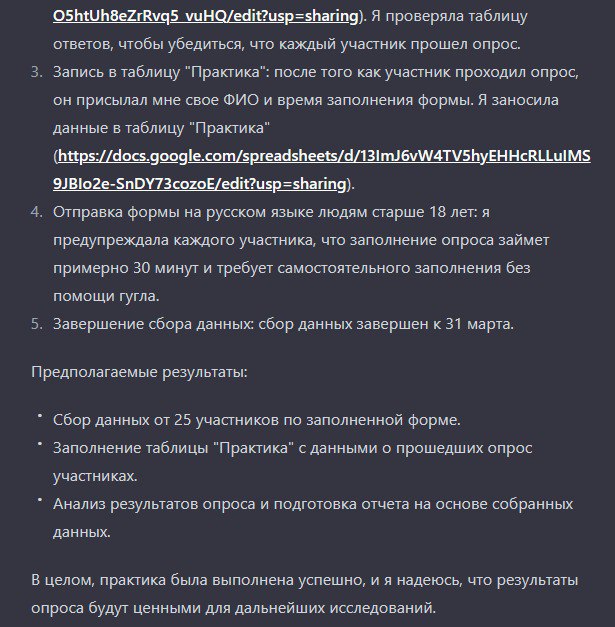 O5htUh8eZrRvq5_vuHQ/edit?usp=sharing). Я проверяла таблицу
ответов, чтобы убедиться, что каждый участник прошел опрос.
3. Запись в таблицу "Практика": после того как участник проходил опрос,
он присылал мне свое ФИО и время заполнения формы. Я заносила
данные в таблицу "Практика"
(https://docs.google.com/spreadsheets/d/13ImJ6vW4TV5hyEHHcRLLuIMS
9JBIo2e-SnDY73cozoE/edit?usp=sharing).
4. Отправка формы на русском языке людям старше 18 лет: я
предупреждала каждого участника, что заполнение опроса займет
примерно 30 минут и требует самостоятельного заполнения без
помощи гугла.
5. Завершение сбора данных: сбор данных завершен к 31 марта.
Предполагаемые результаты:
• Сбор данных от 25 участников по заполненной форме.
• Заполнение таблицы "Практика" с данными о прошедших опрос
участниках.
• Анализ результатов опроса и подготовка отчета на основе собранных
данных.
В целом, практика была выполнена успешно, и я надеюсь, что результаты
опроса будут ценными для дальнейших исследований.